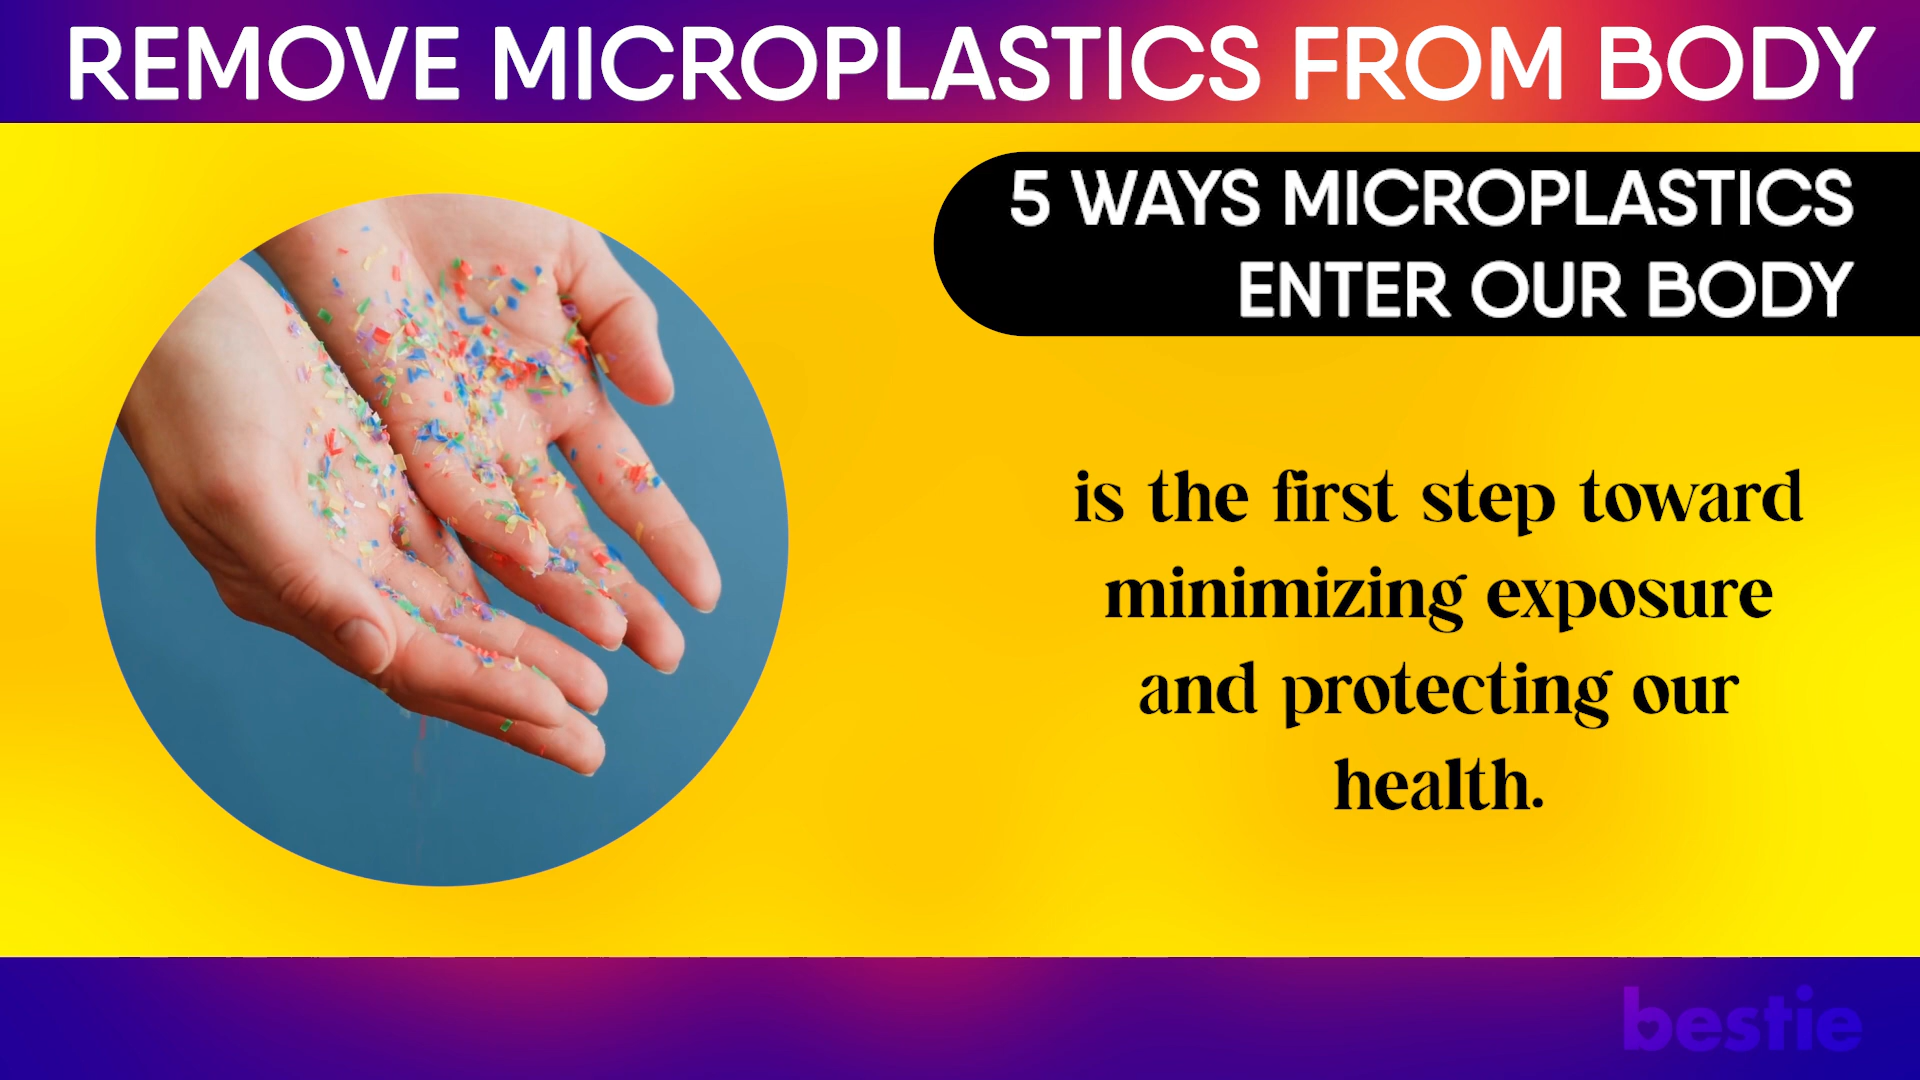 REMOVE MICROPLASTICS FROM BODY
5 WAYS MICROPLASTICS
ENTER OUR BODY
is the first step toward
minimizing exposure
and protecting our
health.
bestie